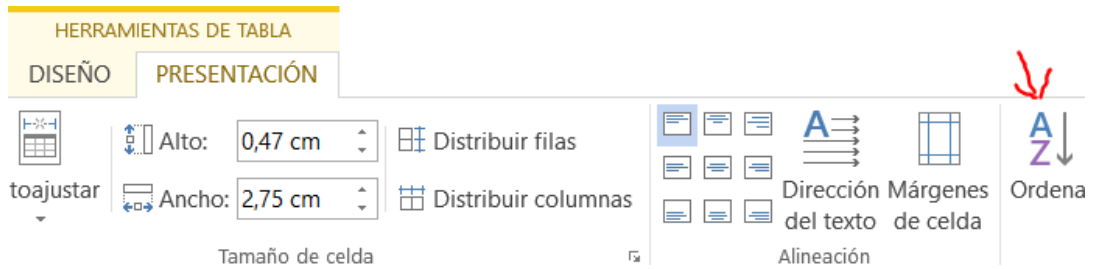 HERRAMIENTAS DE TABLA
DISEÑO PRESENTACIÓN
toajustar
Alto: 0,47 cm
Ancho: 2,75 cm
Distribuir filas
Distribuir columnas
Tamaño de celda
A
Dirección
del texto
Márgenes
de celda
Alineación
A
Z
Ordena